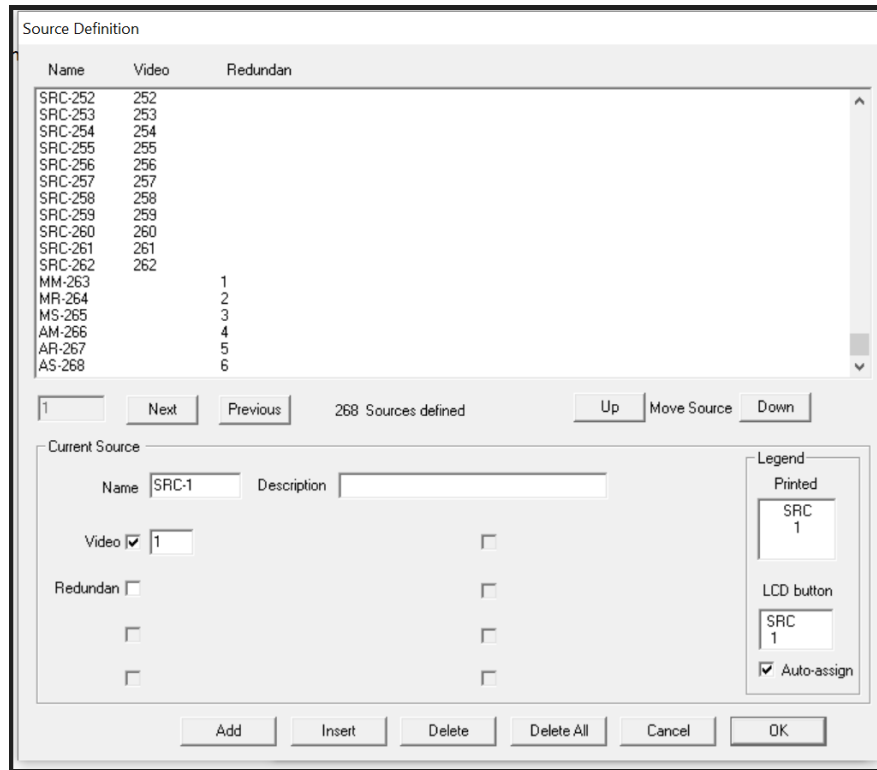 Source Definition
Name Video Redundan
SRC-252 252
SRC-253 253
SRC-254 254
SRC-255 255
SRC-256 256
SRC-257 257
SRC-258 258
SRC-259 259
SRC-260 260
SRC-261 261
SRC-262 262
MM-263 1
MR-264 2
MS-265 3
AM-266 4
AR-267 5
AS-268 6
1 Next Previous 268 Sources defined Up Move Source Down
Current Source
Name SRC-1 Description
Video 1
Redundan
Legend
Printed
SRC
1
LCD button
SRC
1
Auto-assign
Add Insert Delete Delete All Cancel OK